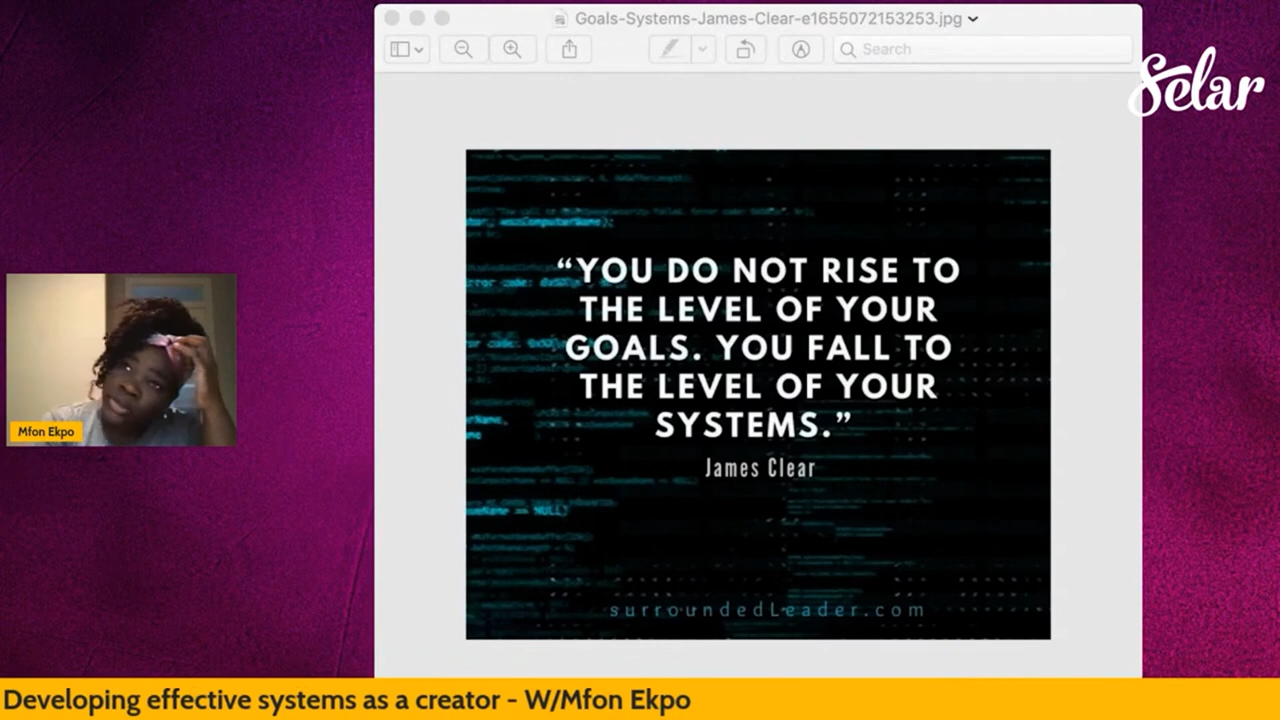 Goals-Systems-James-Clear-e1655072153253.jpg
Search
Selar
“YOU DO NOT RISE TO
THE LEVEL OF YOUR
GOALS. YOU FALL TO
THE LEVEL OF YOUR
SYSTEMS.”
James Clear
surroundedLeader.com
Mfon Ekpo
Developing effective systems as a creator - W/Mfon Ekpo